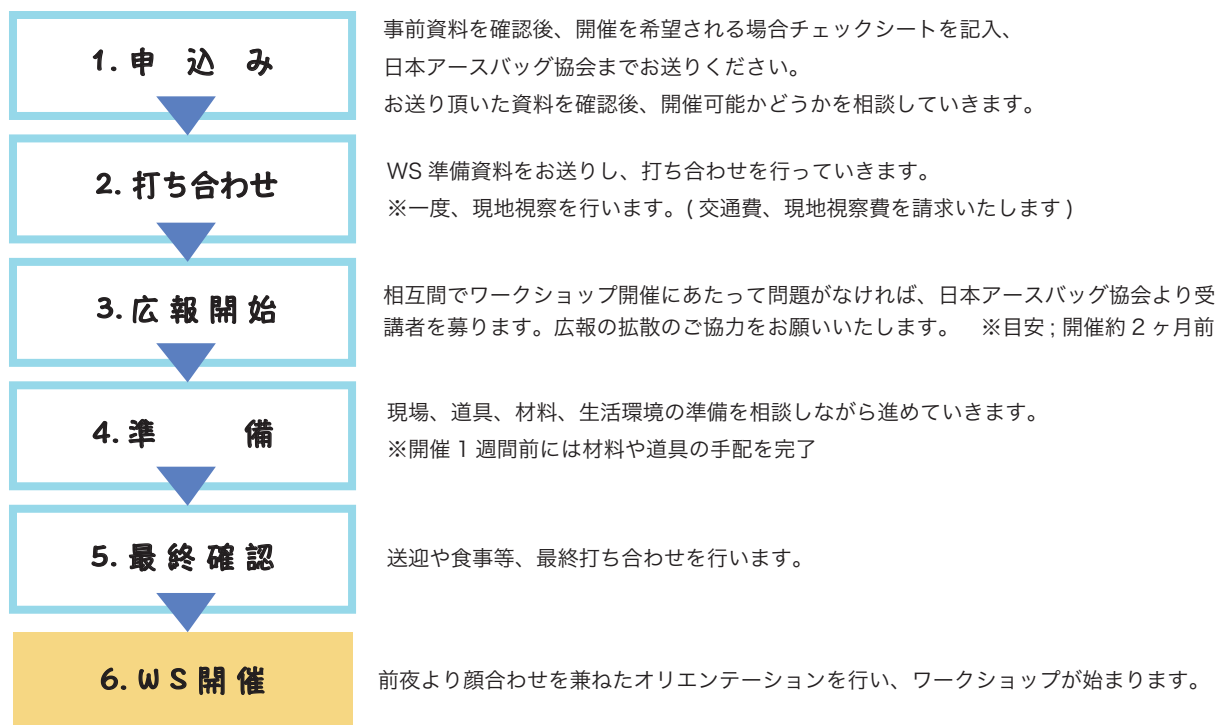 1. 申込み
事前資料を確認後、開催を希望される場合チェックシートを記入、
日本アースバッグ協会までお送りください。
お送り頂いた資料を確認後、開催可能かどうかを相談していきます。
2. 打ち合わせ
WS 準備資料をお送りし、打ち合わせを行っていきます。
※一度、現地視察を行います。( 交通費、現地視察費を請求いたします )
3. 広報開始
相互間でワークショップ開催にあたって問題がなければ、日本アースバッグ協会より受
講者を募ります。広報の拡散のご協力をお願いいたします。　※目安 ; 開催約 2 ヶ月前
4. 準備
現場、道具、材料、生活環境の準備を相談しながら進めていきます。
※開催 1 週間前には材料や道具の手配を完了
5. 最終確認
送迎や食事等、最終打ち合わせを行います。
6. WS開催
前夜より顔合わせを兼ねたオリエンテーションを行い、ワークショップが始まります。